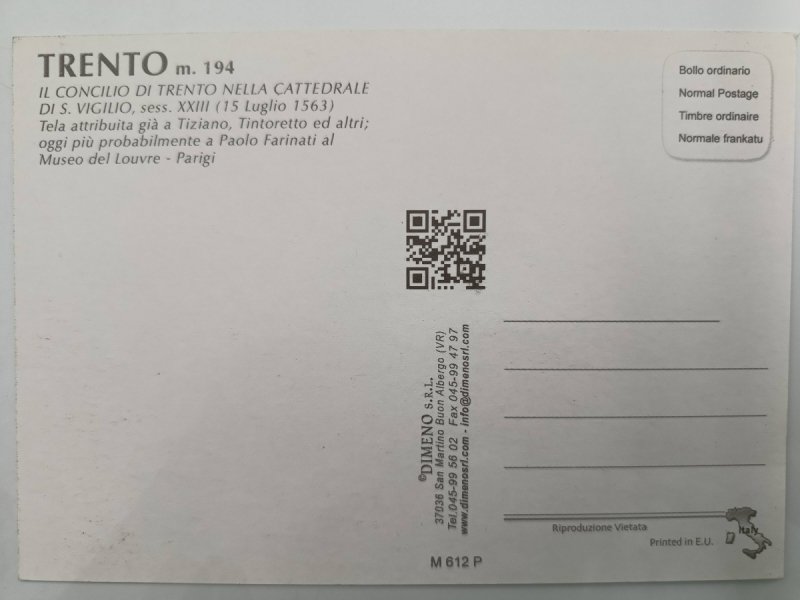 TRENTO m. 194
IL CONCILIO DI TRENTO NELLA CATTEDRALE
DI S. VIGILIO, sess. XXIII (15 Luglio 1563)
Tela attribuita già a Tiziano, Tintoretto ed altri;
oggi più probabilmente a Paolo Farinati al
Museo del Louvre - Parigi
Bollo ordinario
Normal Postage
Timbre ordinaire
Normale frankatu
©DIMENO S.R.L.
37036 San Martino Buon Albergo (VR)
Tel.045-99 56 02 Fax 045-99 47 97
www.dimenosrl.com - info@dimenosrl.com
Riproduzione Vietata
Italy
Printed in E.U.
M 612 P